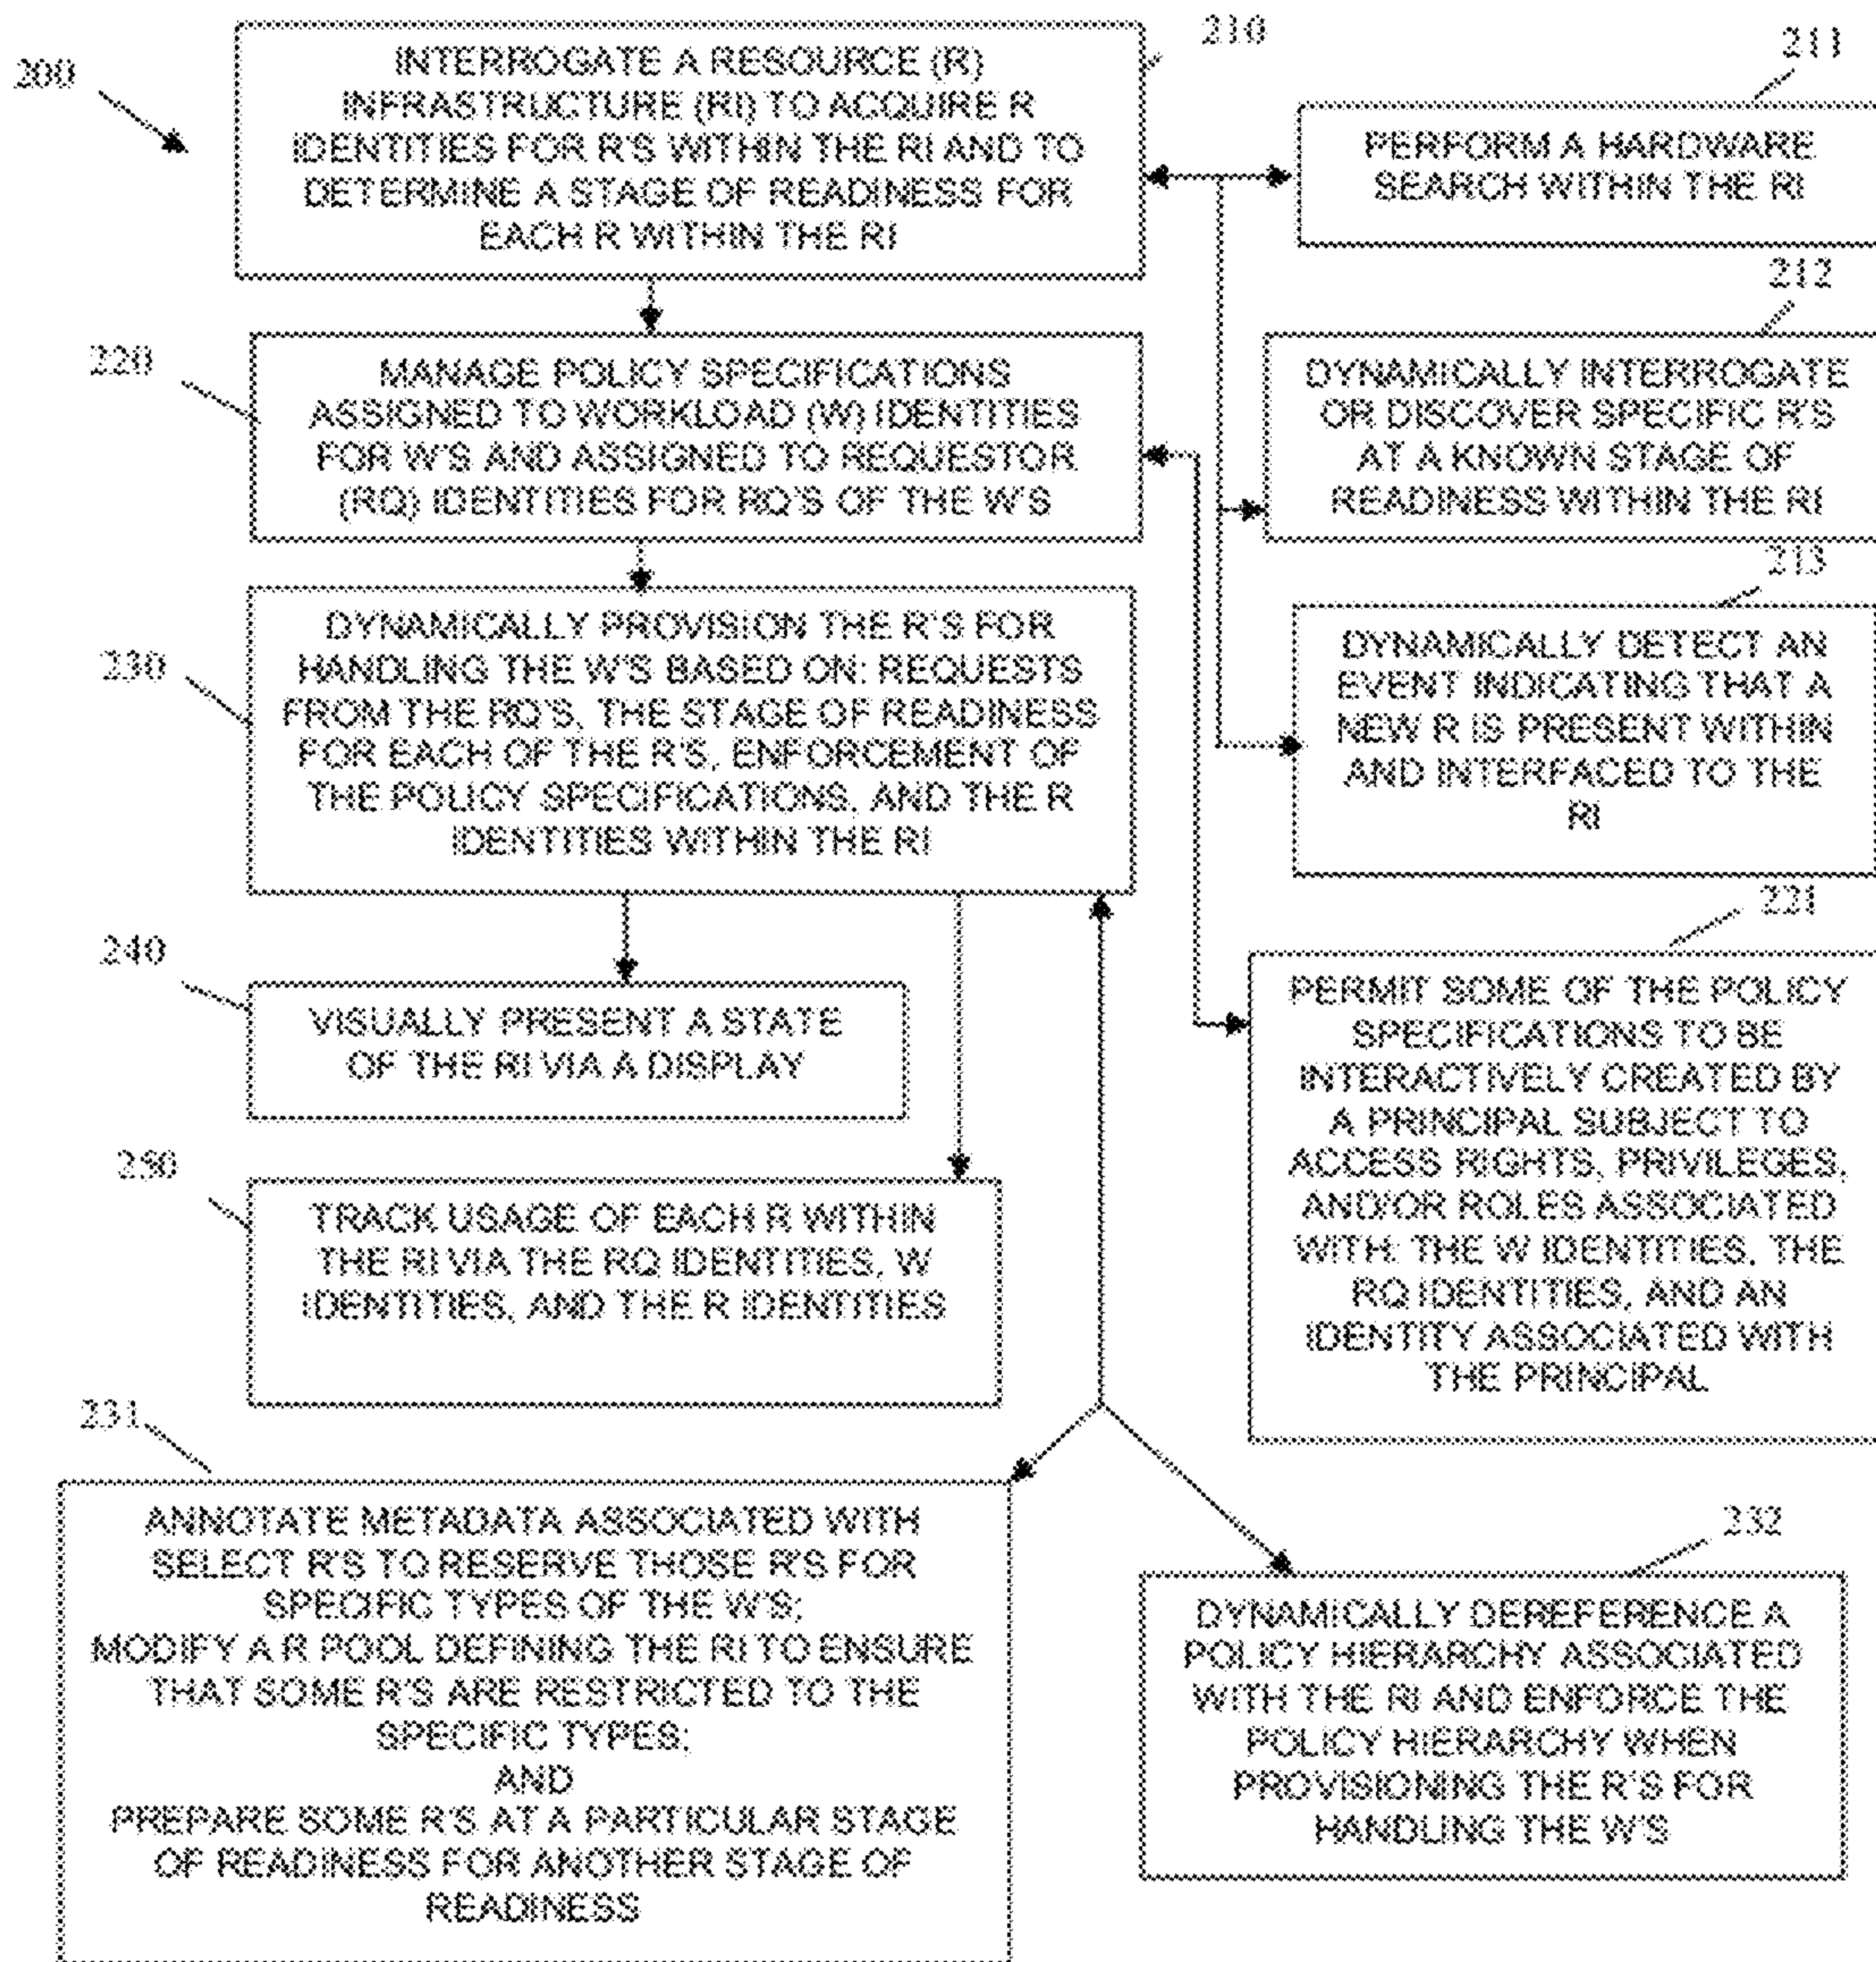 200
210
INTERROGATE A RESOURCE (R)
INFRASTRUCTURE (RI) TO ACQUIRE R
IDENTITIES FOR R'S WITHIN THE RI AND TO
DETERMINE A STAGE OF READINESS FOR
EACH R WITHIN THE RI
211
PERFORM A HARDWARE
SEARCH WITHIN THE RI
212
DYNAMICALLY INTERROGATE
OR DISCOVER SPECIFIC R'S
AT A KNOWN STAGE OF
READINESS WITHIN THE RI
220
MANAGE POLICY SPECIFICATIONS
ASSIGNED TO WORKLOAD (W) IDENTITIES
FOR W'S AND ASSIGNED TO REQUESTOR
(RQ) IDENTITIES FOR RQ'S OF THE W'S
213
DYNAMICALLY DETECT AN
EVENT INDICATING THAT A
NEW R IS PRESENT WITHIN
AND INTERFACED TO THE
RI
230
DYNAMICALLY PROVISION THE R'S FOR
HANDLING THE W'S BASED ON: REQUESTS
FROM THE RQ'S, THE STAGE OF READINESS
FOR EACH OF THE R'S, ENFORCEMENT OF
THE POLICY SPECIFICATIONS, AND THE R
IDENTITIES WITHIN THE RI
221
PERMIT SOME OF THE POLICY
SPECIFICATIONS TO BE
INTERACTIVELY CREATED BY
A PRINCIPAL SUBJECT TO
ACCESS RIGHTS, PRIVILEGES,
AND/OR ROLES ASSOCIATED
WITH: THE W IDENTITIES, THE
RQ IDENTITIES, AND AN
IDENTITY ASSOCIATED WITH
THE PRINCIPAL
240
VISUALLY PRESENT A STATE
OF THE RI VIA A DISPLAY
250
TRACK USAGE OF EACH R WITHIN
THE RI VIA THE RQ IDENTITIES, W
IDENTITIES, AND THE R IDENTITIES
231
ANNOTATE METADATA ASSOCIATED WITH
SELECT R'S TO RESERVE THOSE R'S FOR
SPECIFIC TYPES OF THE W'S;
MODIFY A R POOL DEFINING THE RI TO ENSURE
THAT SOME R'S ARE RESTRICTED TO THE
SPECIFIC TYPES;
AND
PREPARE SOME R'S AT A PARTICULAR STAGE
OF READINESS FOR ANOTHER STAGE OF
READINESS
232
DYNAMICALLY DEREFERENCE A
POLICY HIERARCHY ASSOCIATED
WITH THE RI AND ENFORCE THE
POLICY HIERARCHY WHEN
PROVISIONING THE R'S FOR
HANDLING THE W'S